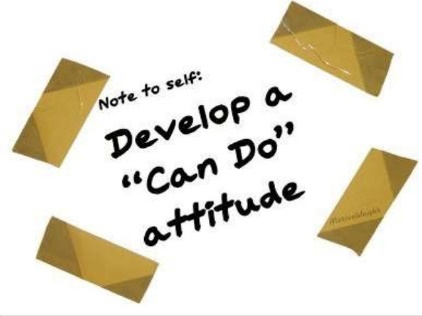 Note to self:
Develop a
“Can Do”
attitude